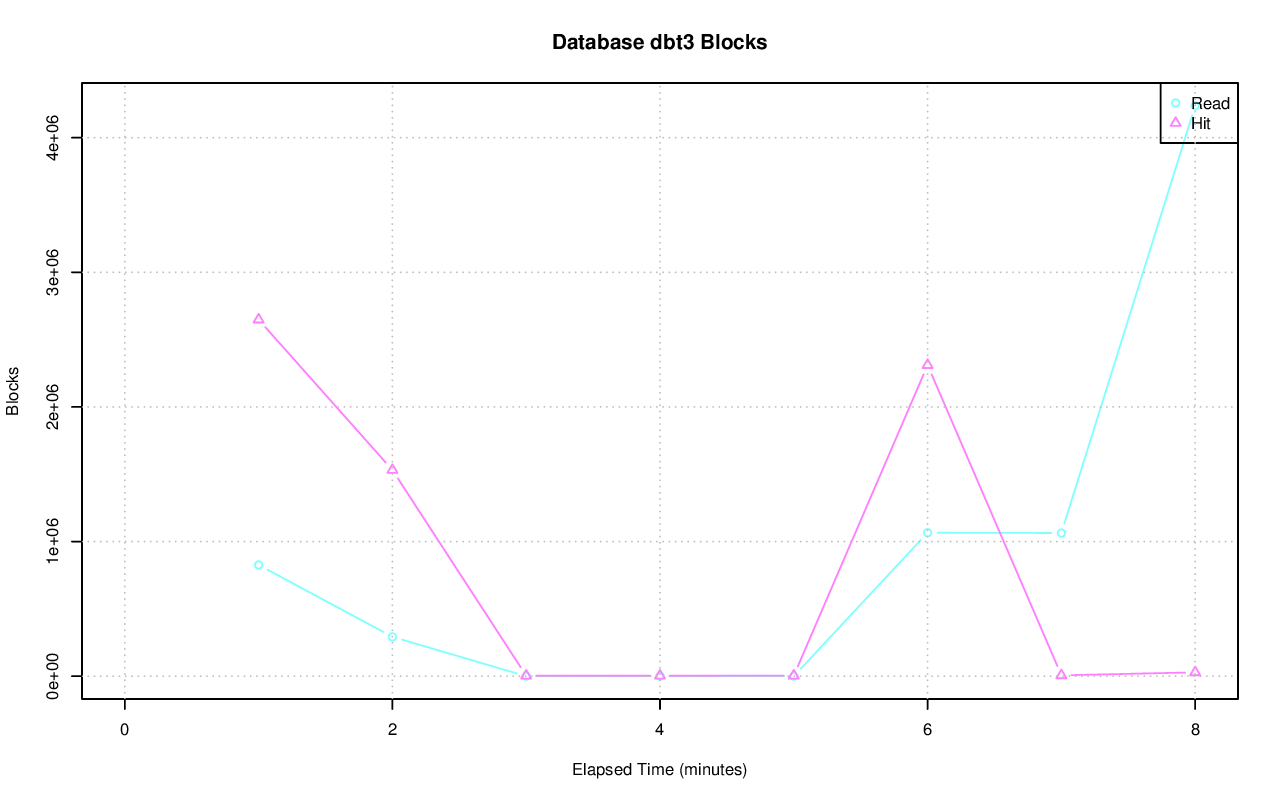 Database dbt3 Blocks
Read
Hit
4e+06
3e+06
2e+06
1e+06
0e+00
Blocks
0 2 4 6 8
Elapsed Time (minutes)